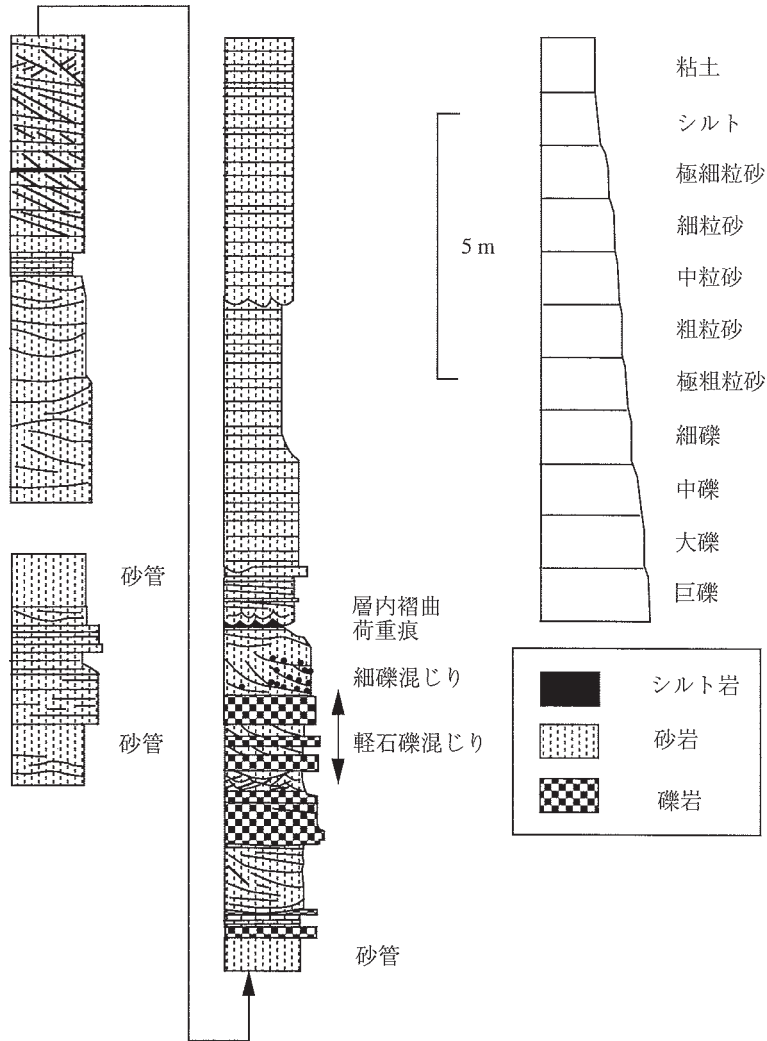 砂管
砂管
層内褶曲
荷重痕
細礫混じり
軽石礫混じり
砂管
5 m
粘土
シルト
極細粒砂
細粒砂
中粒砂
粗粒砂
極粗粒砂
細礫
中礫
大礫
巨礫
シルト岩
砂岩
礫岩